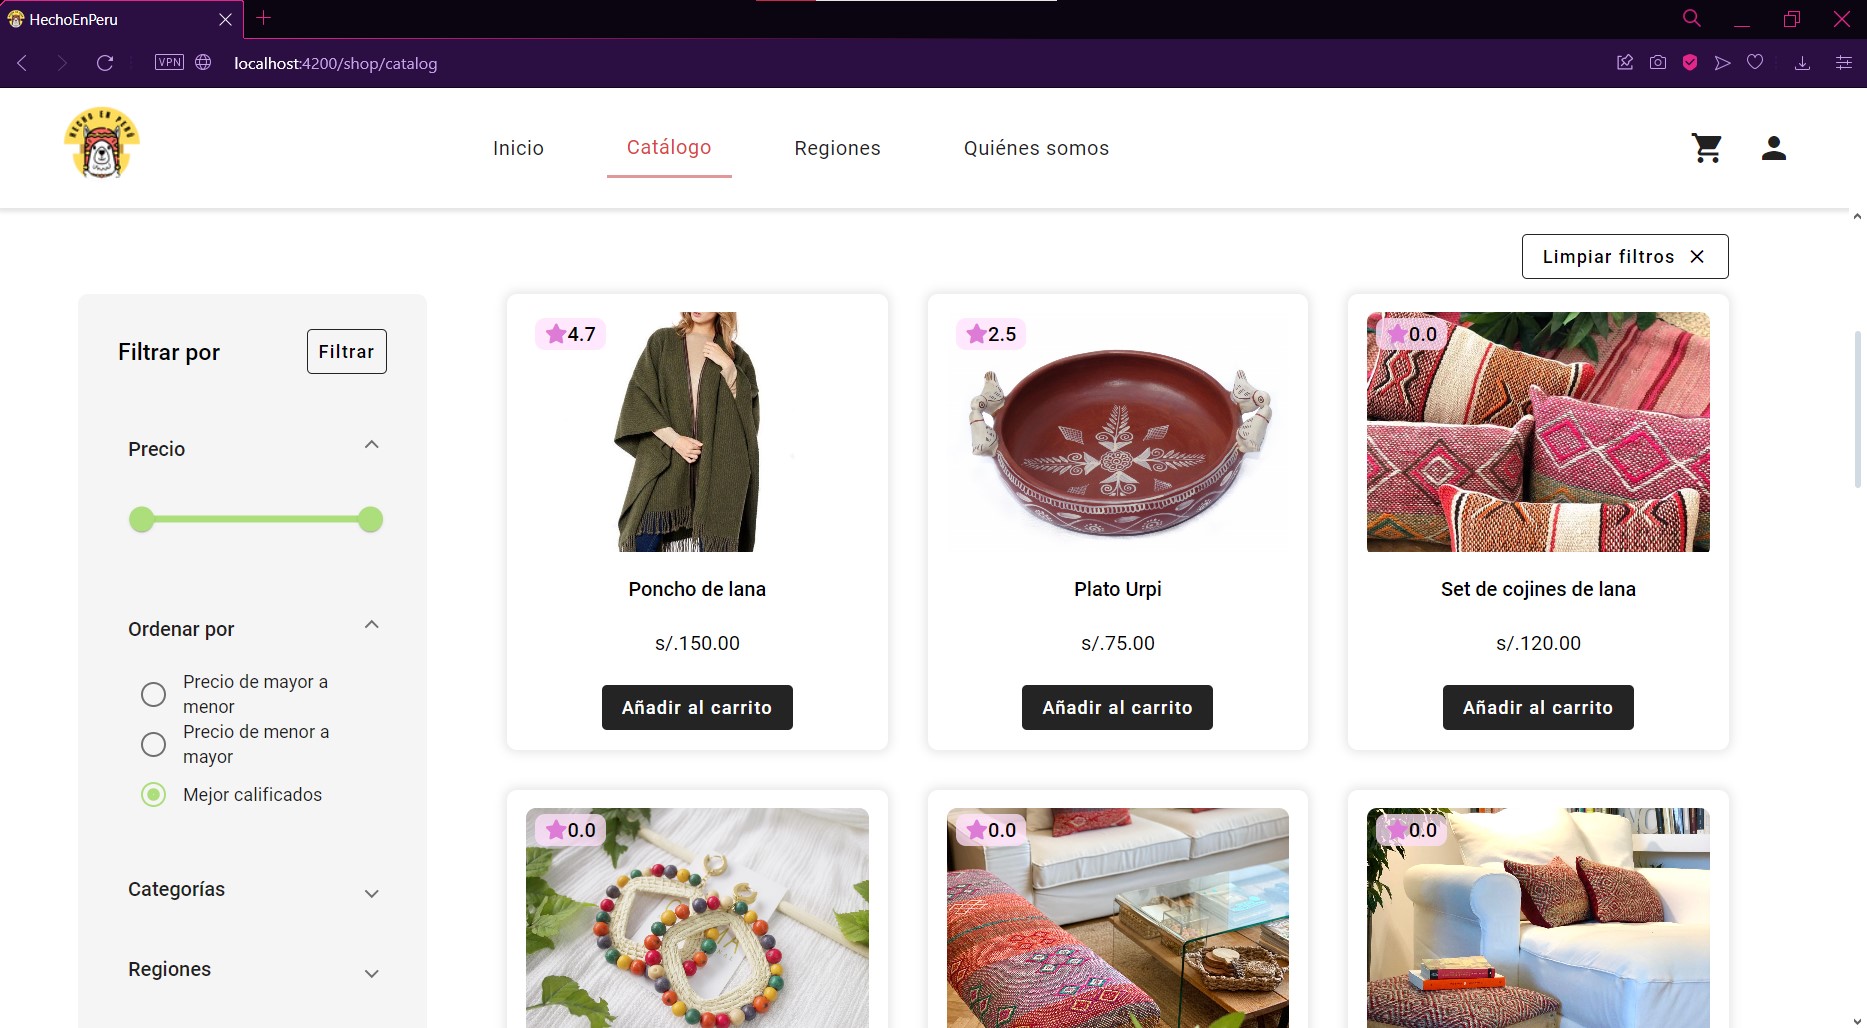 HechoEnPeru
VPN
localhost:4200/shop/catalog
HECHO EN PERÚ
Inicio
Catálogo
Regiones
Quiénes somos
Limpiar filtros
Filtrar por
Filtrar
Precio
Ordenar por
Precio de mayor a
menor
Precio de menor a
mayor
Mejor calificados
Categorías
Regiones
4.7
Poncho de lana
s/.150.00
Añadir al carrito
2.5
Plato Urpi
s/.75.00
Añadir al carrito
0.0
Set de cojines de lana
s/.120.00
Añadir al carrito
0.0
0.0
0.0